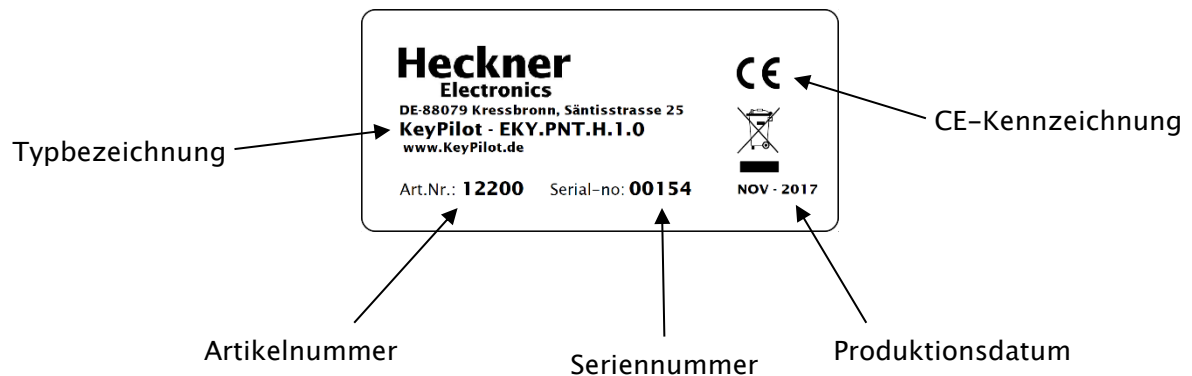 Heckner
Electronics
DE-88079 Kressbronn, Säntisstrasse 25
KeyPilot - EKY.PNT.H.1.0
www.KeyPilot.de
Art.Nr.: 12200 Serial-no: 00154
CE
NOV - 2017
CE-Kennzeichnung
Typbezeichnung
Artikelnummer
Seriennummer
Produktionsdatum